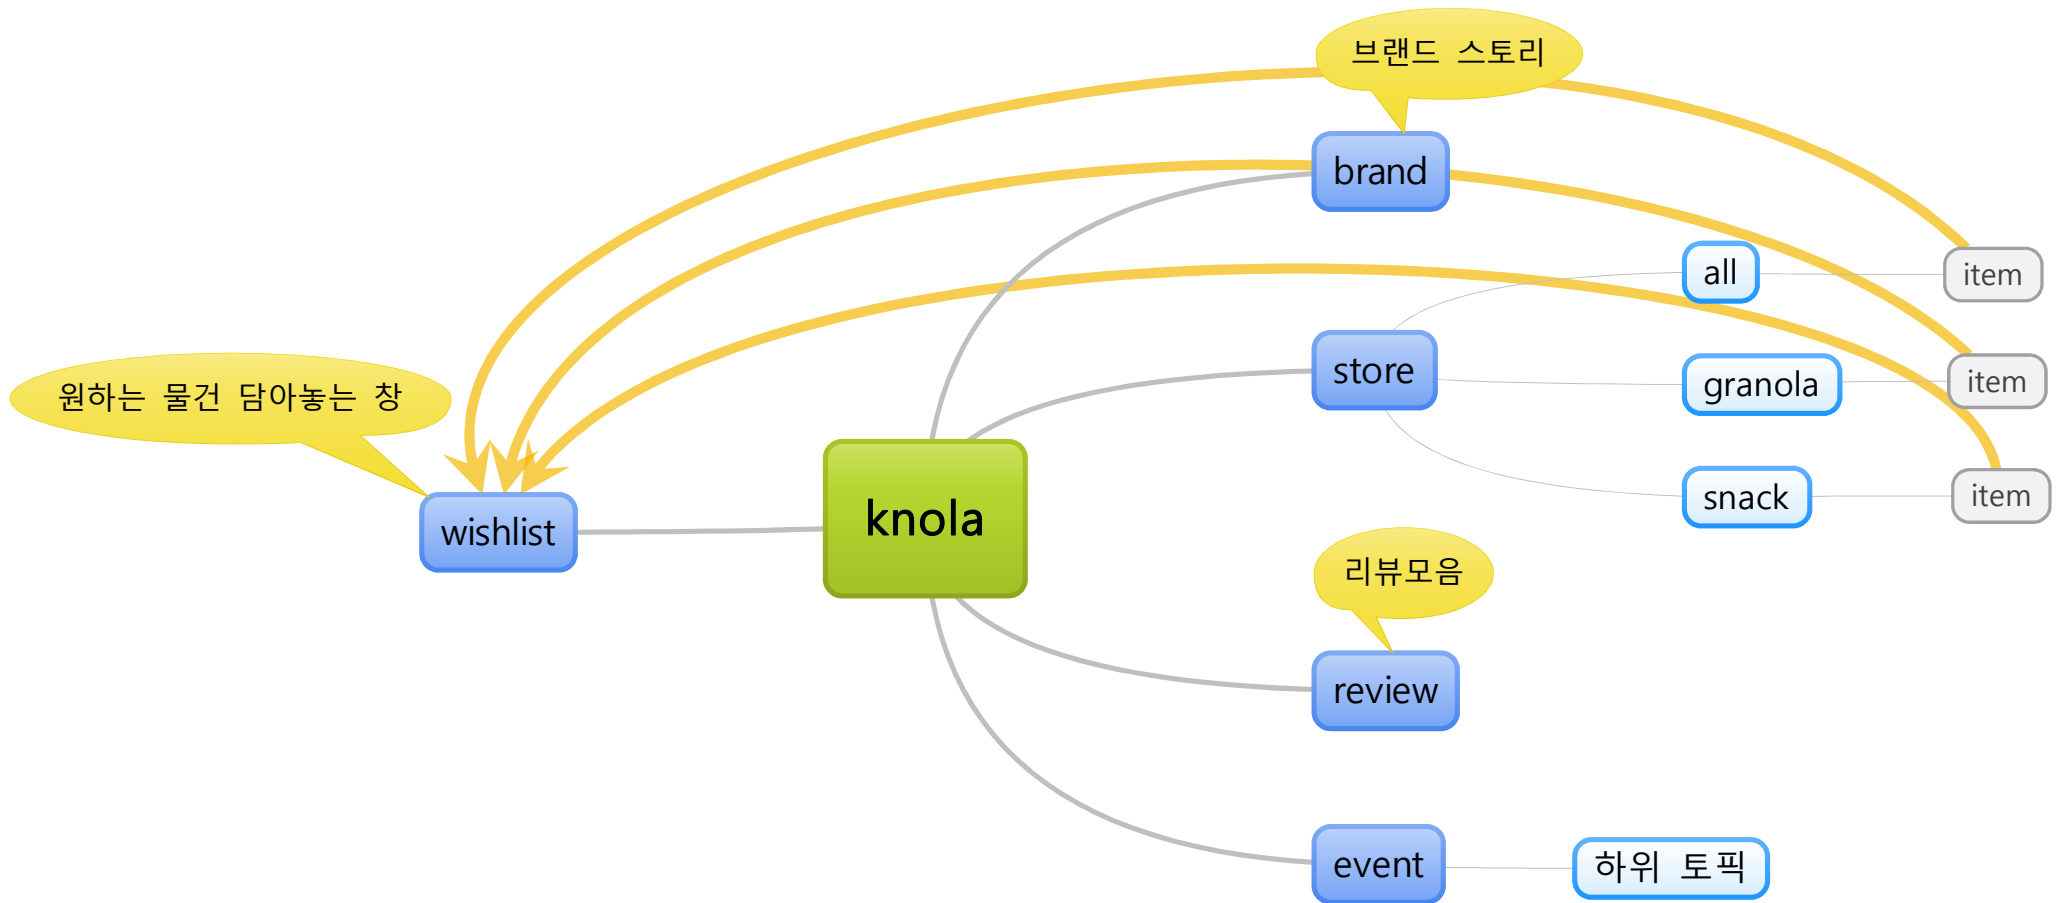 브랜드 스토리
brand
all
item
store
granola
item
snack
item
원하는 물건 담아놓는 창
wishlist
knola
리뷰모음
review
event
하위 토픽